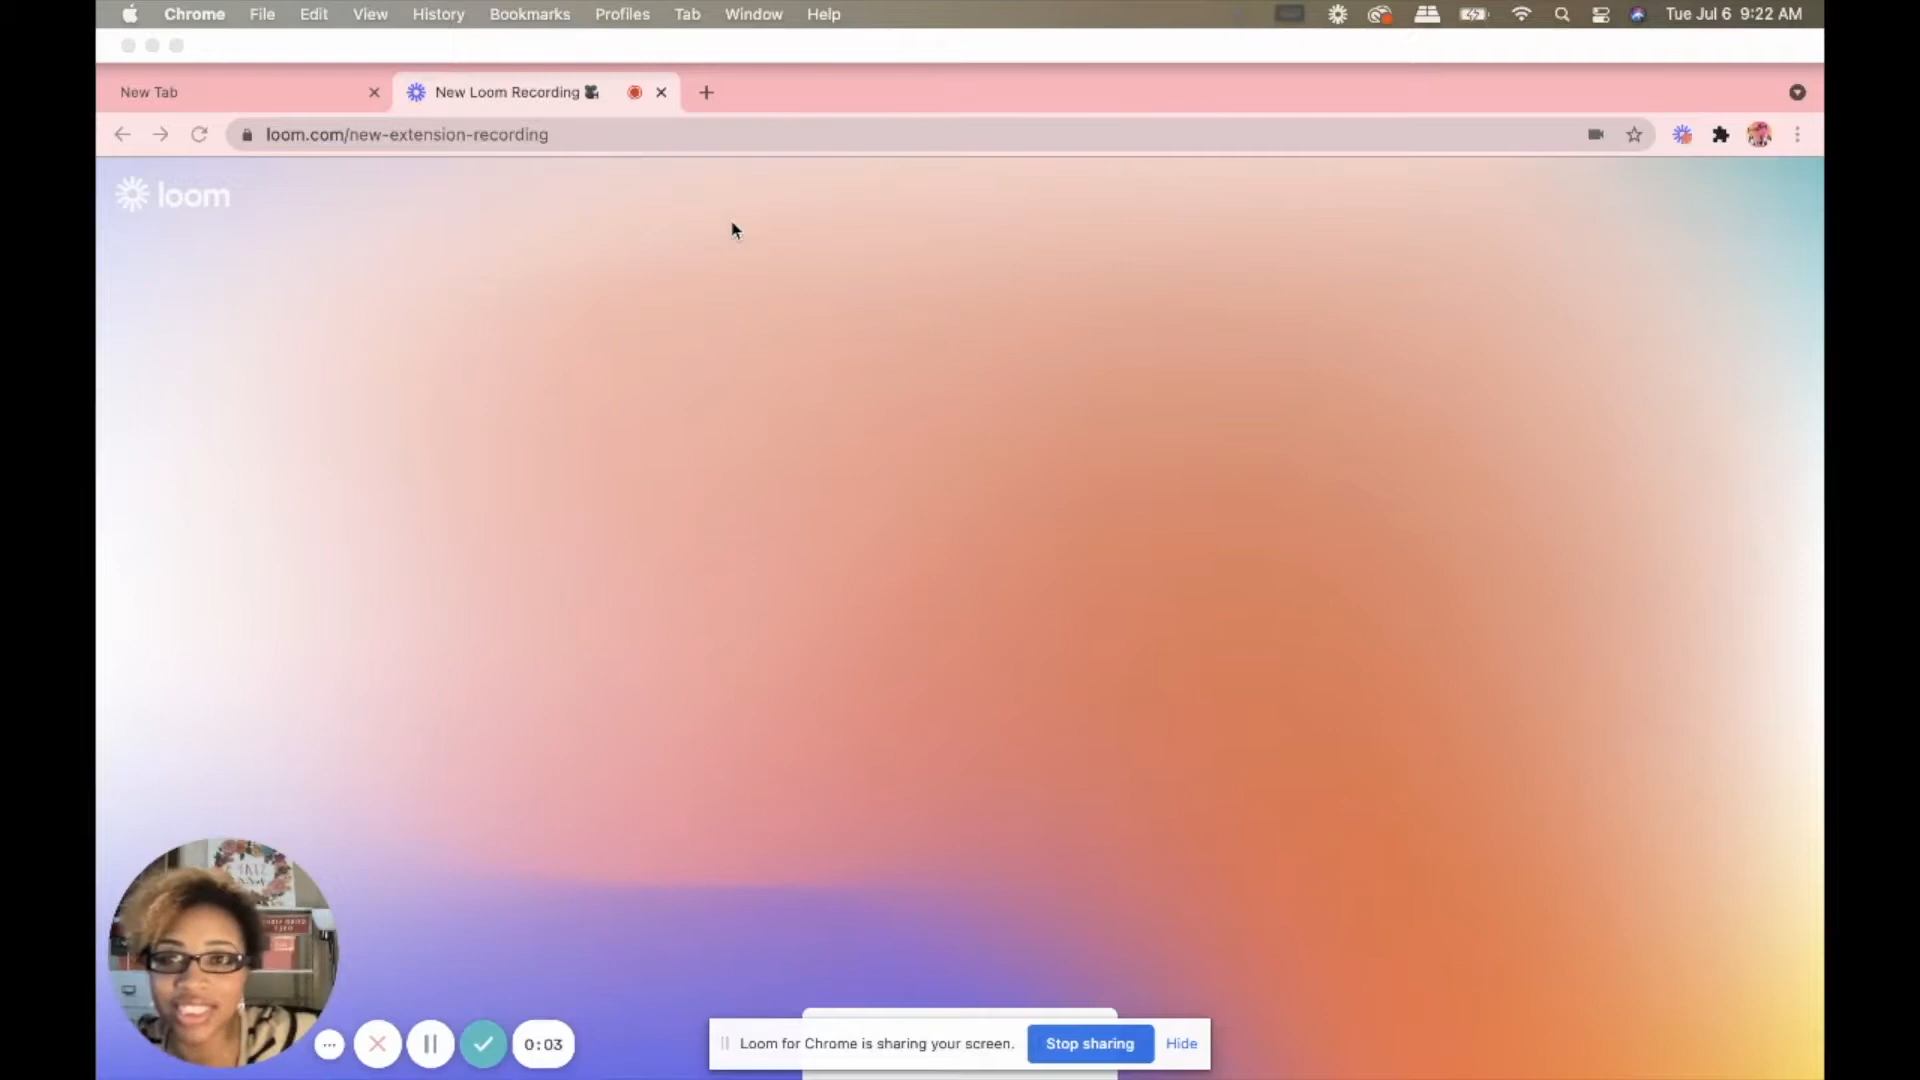 Chrome File Edit View History Bookmarks Profiles Tab Window Help Tue Jul 6 9:22 AM
New Tab New Loom Recording
loom.com/new-extension-recording
loom
0:03 Loom for Chrome is sharing your screen. Stop sharing Hide